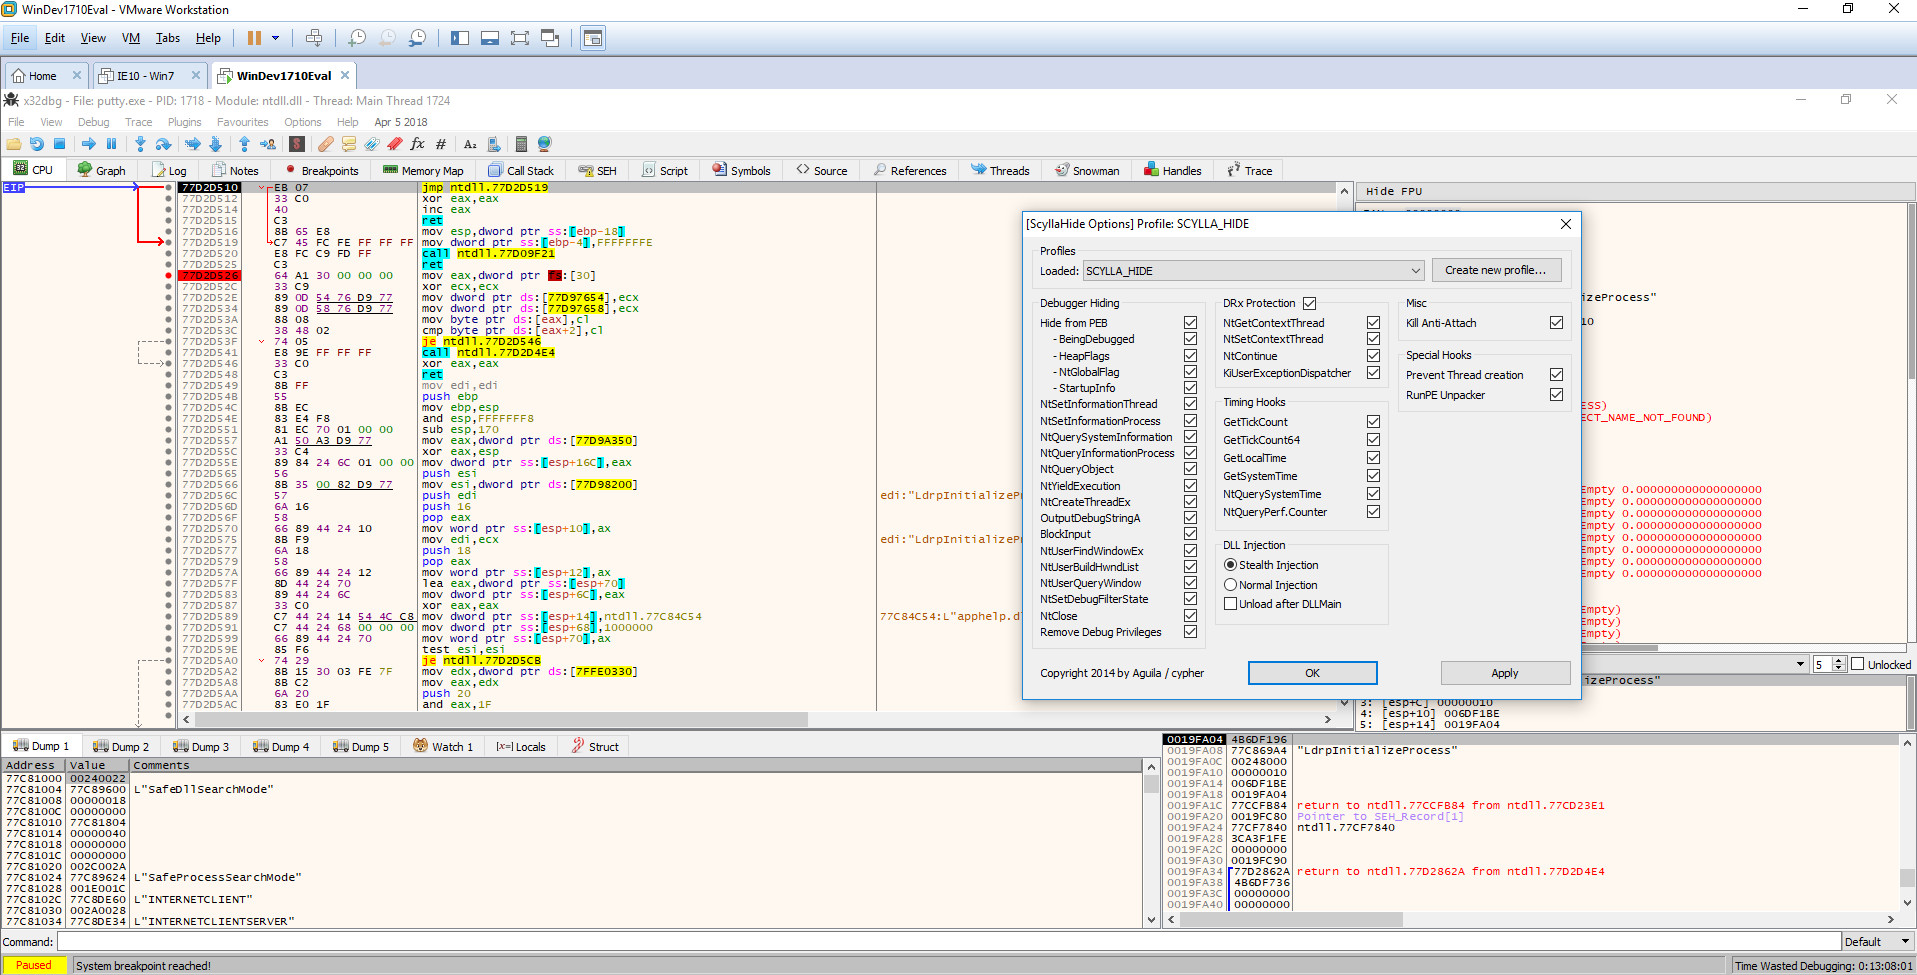 WinDev1710Eval - VMware Workstation
File Edit View VM Tabs Help
Home IE10 - Win7 WinDev1710Eval
x32dbg - File: putty.exe - PID: 1718 - Module: ntdll.dll - Thread: Main Thread 1724
File View Debug Trace Plugins Favourites Options Help Apr 5 2018
CPU Graph Log Notes Breakpoints Memory Map Call Stack SEH Script Symbols Source References Threads Snowman Handles Trace
EIP 77D2D510 EB 07 jmp ntdll.77D2D519
77D2D512 33 C0 xor eax,eax
77D2D514 40 inc eax
77D2D515 C3 ret
77D2D516 8B 65 E8 mov esp,dword ptr ss:[ebp-18]
77D2D519 C7 45 FC FE FF FF FF mov dword ptr ss:[ebp-4],FFFFFFFE
77D2D520 E8 FC C9 FD FF call ntdll.77D09F21
77D2D525 C3 ret
77D2D526 64 A1 30 00 00 00 mov eax,dword ptr fs:[30]
77D2D52C 33 C9 xor ecx,ecx
77D2D52E 89 0D 54 76 D9 77 mov dword ptr ds:[77D97654],ecx
77D2D534 89 0D 58 76 D9 77 mov dword ptr ds:[77D97658],ecx
77D2D53A 88 08 mov byte ptr ds:[eax],cl
77D2D53C 38 48 02 cmp byte ptr ds:[eax+2],cl
77D2D53F 74 05 je ntdll.77D2D546
77D2D541 E8 9E FF FF FF call ntdll.77D2D4E4
77D2D546 33 C0 xor eax,eax
77D2D548 C3 ret
77D2D549 8B FF mov edi,edi
77D2D54B 55 push ebp
77D2D54C 8B EC mov ebp,esp
77D2D54E 83 E4 F8 and esp,FFFFFFF8
77D2D551 81 EC 70 01 00 00 sub esp,170
77D2D557 A1 50 A3 D9 77 mov eax,dword ptr ds:[77D9A350]
77D2D55C 33 C4 xor eax,esp
77D2D55E 89 84 24 6C 01 00 00 mov dword ptr ss:[esp+16C],eax
77D2D565 56 push esi
77D2D566 8B 35 00 82 D9 77 mov esi,dword ptr ds:[77D98200]
77D2D56C 57 push edi edi:"LdrpInitializePr
77D2D56D 6A 16 push 16
77D2D56F 58 pop eax
77D2D570 66 89 44 24 10 mov word ptr ss:[esp+10],ax
77D2D575 8B F9 mov edi,ecx edi:"LdrpInitializePr
77D2D577 6A 18 push 18
77D2D579 58 pop eax
77D2D57A 66 89 44 24 12 mov word ptr ss:[esp+12],ax
77D2D57F 8D 44 24 70 lea eax,dword ptr ss:[esp+70]
77D2D583 89 44 24 6C mov dword ptr ss:[esp+6C],eax
77D2D587 33 C0 xor eax,eax
77D2D589 C7 44 24 14 54 4C C8 mov dword ptr ss:[esp+14],ntdll.77C84C54 77C84C54:L"apphelp.d
77D2D591 C7 44 24 68 00 00 00 mov dword ptr ss:[esp+68],1000000
77D2D599 66 89 44 24 70 mov word ptr ss:[esp+70],ax
77D2D59E 85 F6 test esi,esi
77D2D5A0 74 29 je ntdll.77D2D5CB
77D2D5A2 8B 15 30 03 FE 7F mov edx,dword ptr ds:[7FFE0330]
77D2D5A8 8B C2 mov eax,edx
77D2D5AA 6A 20 push 20
77D2D5AC 83 E0 1F and eax,1F
Hide FPU
izeProcess"
10
ESS)
ECT_NAME_NOT_FOUND)
Empty 0.000000000000000000
Empty 0.000000000000000000
Empty 0.000000000000000000
Empty 0.000000000000000000
Empty 0.000000000000000000
Empty 0.000000000000000000
Empty 0.000000000000000000
Empty 0.000000000000000000
Empty)
Empty)
Empty)
5 Unlocked
izeProcess"
3: [esp+C] 00000010
4: [esp+10] 006DF1BE
5: [esp+14] 0019FA04
[ScyllaHide Options] Profile: SCYLLA_HIDE
Profiles
Loaded: SCYLLA_HIDE Create new profile...
Debugger Hiding
Hide from PEB
- BeingDebugged
- HeapFlags
- NtGlobalFlag
- StartupInfo
NtSetInformationThread
NtSetInformationProcess
NtQuerySystemInformation
NtQueryInformationProcess
NtQueryObject
NtYieldExecution
NtCreateThreadEx
OutputDebugStringA
BlockInput
NtUserFindWindowEx
NtUserBuildHwndList
NtUserQueryWindow
NtSetDebugFilterState
NtClose
Remove Debug Privileges
DRx Protection
NtGetContextThread
NtSetContextThread
NtContinue
KiUserExceptionDispatcher
Timing Hooks
GetTickCount
GetTickCount64
GetLocalTime
GetSystemTime
NtQuerySystemTime
NtQueryPerf.Counter
DLL Injection
Stealth Injection
Normal Injection
Unload after DLLMain
Misc
Kill Anti-Attach
Special Hooks
Prevent Thread creation
RunPE Unpacker
Copyright 2014 by Aguila / cypher OK Apply
Dump 1 Dump 2 Dump 3 Dump 4 Dump 5 Watch 1 [x=] Locals Struct
Address Value Comments
77C81000 00240022
77C81004 77C89600 L"SafeDllSearchMode"
77C81008 00000018
77C8100C 00000000
77C81010 77C81804
77C81014 00000040
77C81018 00000000
77C8101C 00000000
77C81020 002C002A
77C81024 77C89624 L"SafeProcessSearchMode"
77C81028 001E001C
77C8102C 77C8DE60 L"INTERNETCLIENT"
77C81030 002A0028
77C81034 77C8DE34 L"INTERNETCLIENTSERVER"
0019FA04 4B6DF196
0019FA08 77C869A4 "LdrpInitializeProcess"
0019FA0C 00248000
0019FA10 00000010
0019FA14 006DF1BE
0019FA18 0019FA04
0019FA1C 77CCFB84 return to ntdll.77CCFB84 from ntdll.77CD23E1
0019FA20 0019FC80 Pointer to SEH_Record[1]
0019FA24 77CF7840 ntdll.77CF7840
0019FA28 3CA3F1FE
0019FA2C 00000000
0019FA30 0019FC90
0019FA34 77D2862A return to ntdll.77D2862A from ntdll.77D2D4E4
0019FA38 4B6DF736
0019FA3C 00000000
0019FA40 00000000
Command: Default
Paused System breakpoint reached! Time Wasted Debugging: 0:13:08:01